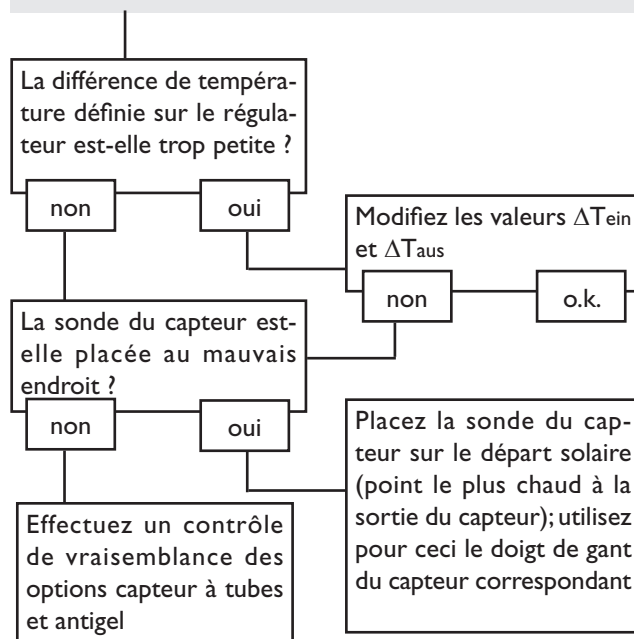 La différence de tempéra-
ture définie sur le régula-
teur est-elle trop petite ?
non
oui
Modifiez les valeurs ΔTein
et ΔTaus
non
o.k.
La sonde du capteur est-
elle placée au mauvais
endroit ?
non
oui
Placez la sonde du cap-
teur sur le départ solaire
(point le plus chaud à la
sortie du capteur); utilisez
pour ceci le doigt de gant
du capteur correspondant
Effectuez un contrôle
de vraisemblance des
options capteur à tubes
et antigel